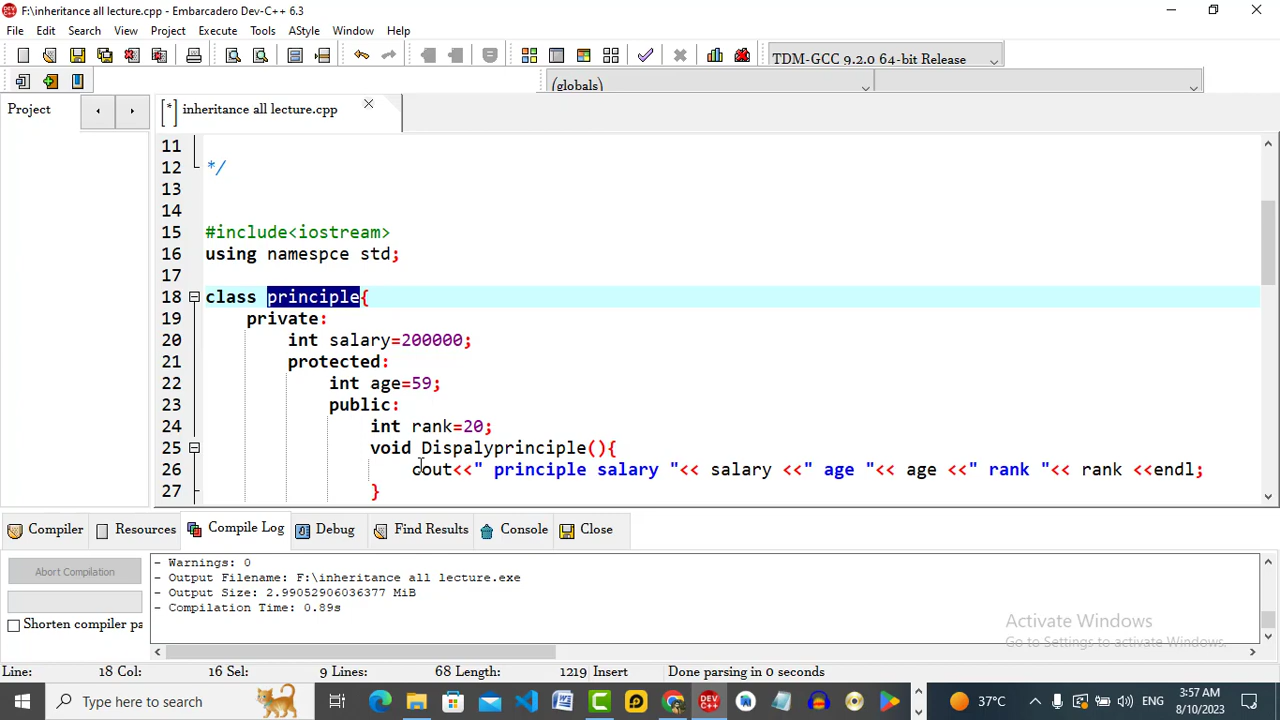 F:\inheritance all lecture.cpp - Embarcadero Dev-C++ 6.3
File Edit Search View Project Execute Tools AStyle Window Help
TDM-GCC 9.2.0 64-bit Release
(globals)
Project
[*] inheritance all lecture.cpp
11
12 */
13
14
15 #include<iostream>
16 using namespce std;
17
18 class principle{
19 private:
20 int salary=200000;
21 protected:
22 int age=59;
23 public:
24 int rank=20;
25 void Dispalyprinciple(){
26 cout<<" principle salary "<< salary <<" age "<< age <<" rank "<< rank <<endl;
27 }
Compiler Resources Compile Log Debug Find Results Console Close
Abort Compilation
Shorten compiler pa
- Warnings: 0
- Output Filename: F:\inheritance all lecture.exe
- Output Size: 2.99052906036377 MiB
- Compilation Time: 0.89s
Activate Windows
Go to Settings to activate Windows.
Line: 18 Col: 16 Sel: 9 Lines: 68 Length: 1219 Insert Done parsing in 0 seconds
Type here to search
37°C
ENG
3:57 AM
8/10/2023